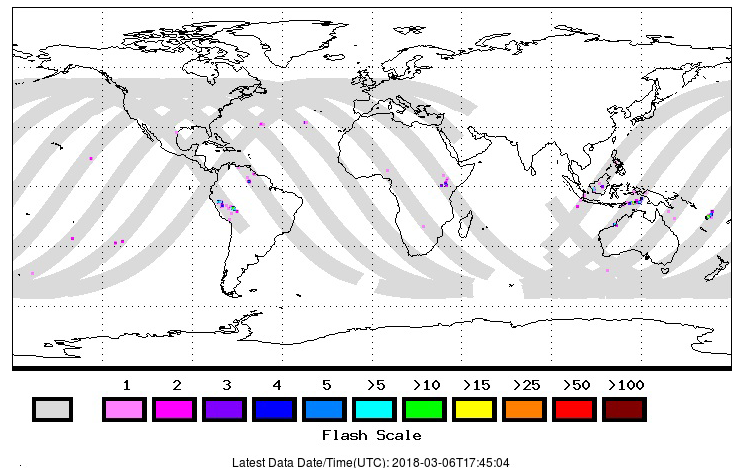 1 2 3 4 5 >5 >10 >15 >25 >50 >100
Flash Scale
Latest Data Date/Time(UTC): 2018-03-06T17:45:04